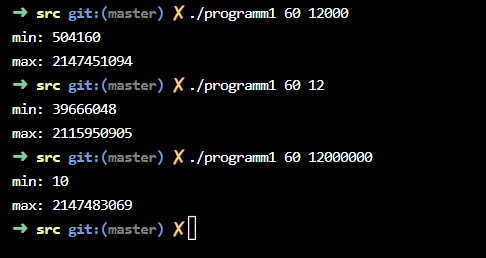 ➜ src git:(master) ✗ ./programm1 60 12000
min: 504160
max: 2147451094
➜ src git:(master) ✗ ./programm1 60 12
min: 39666048
max: 2115950905
➜ src git:(master) ✗ ./programm1 60 12000000
min: 10
max: 2147483069
➜ src git:(master) ✗